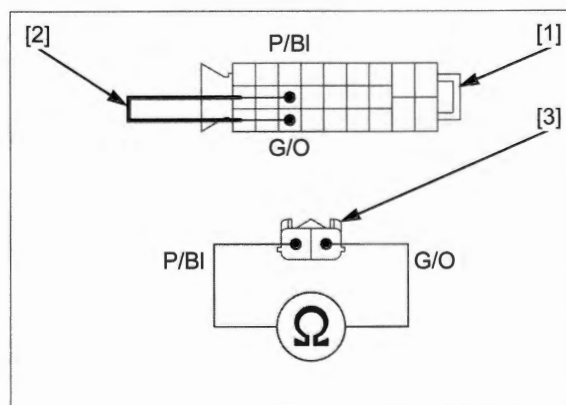 [2]
P/Bl
[1]
G/O
[3]
P/Bl
G/O
Ω